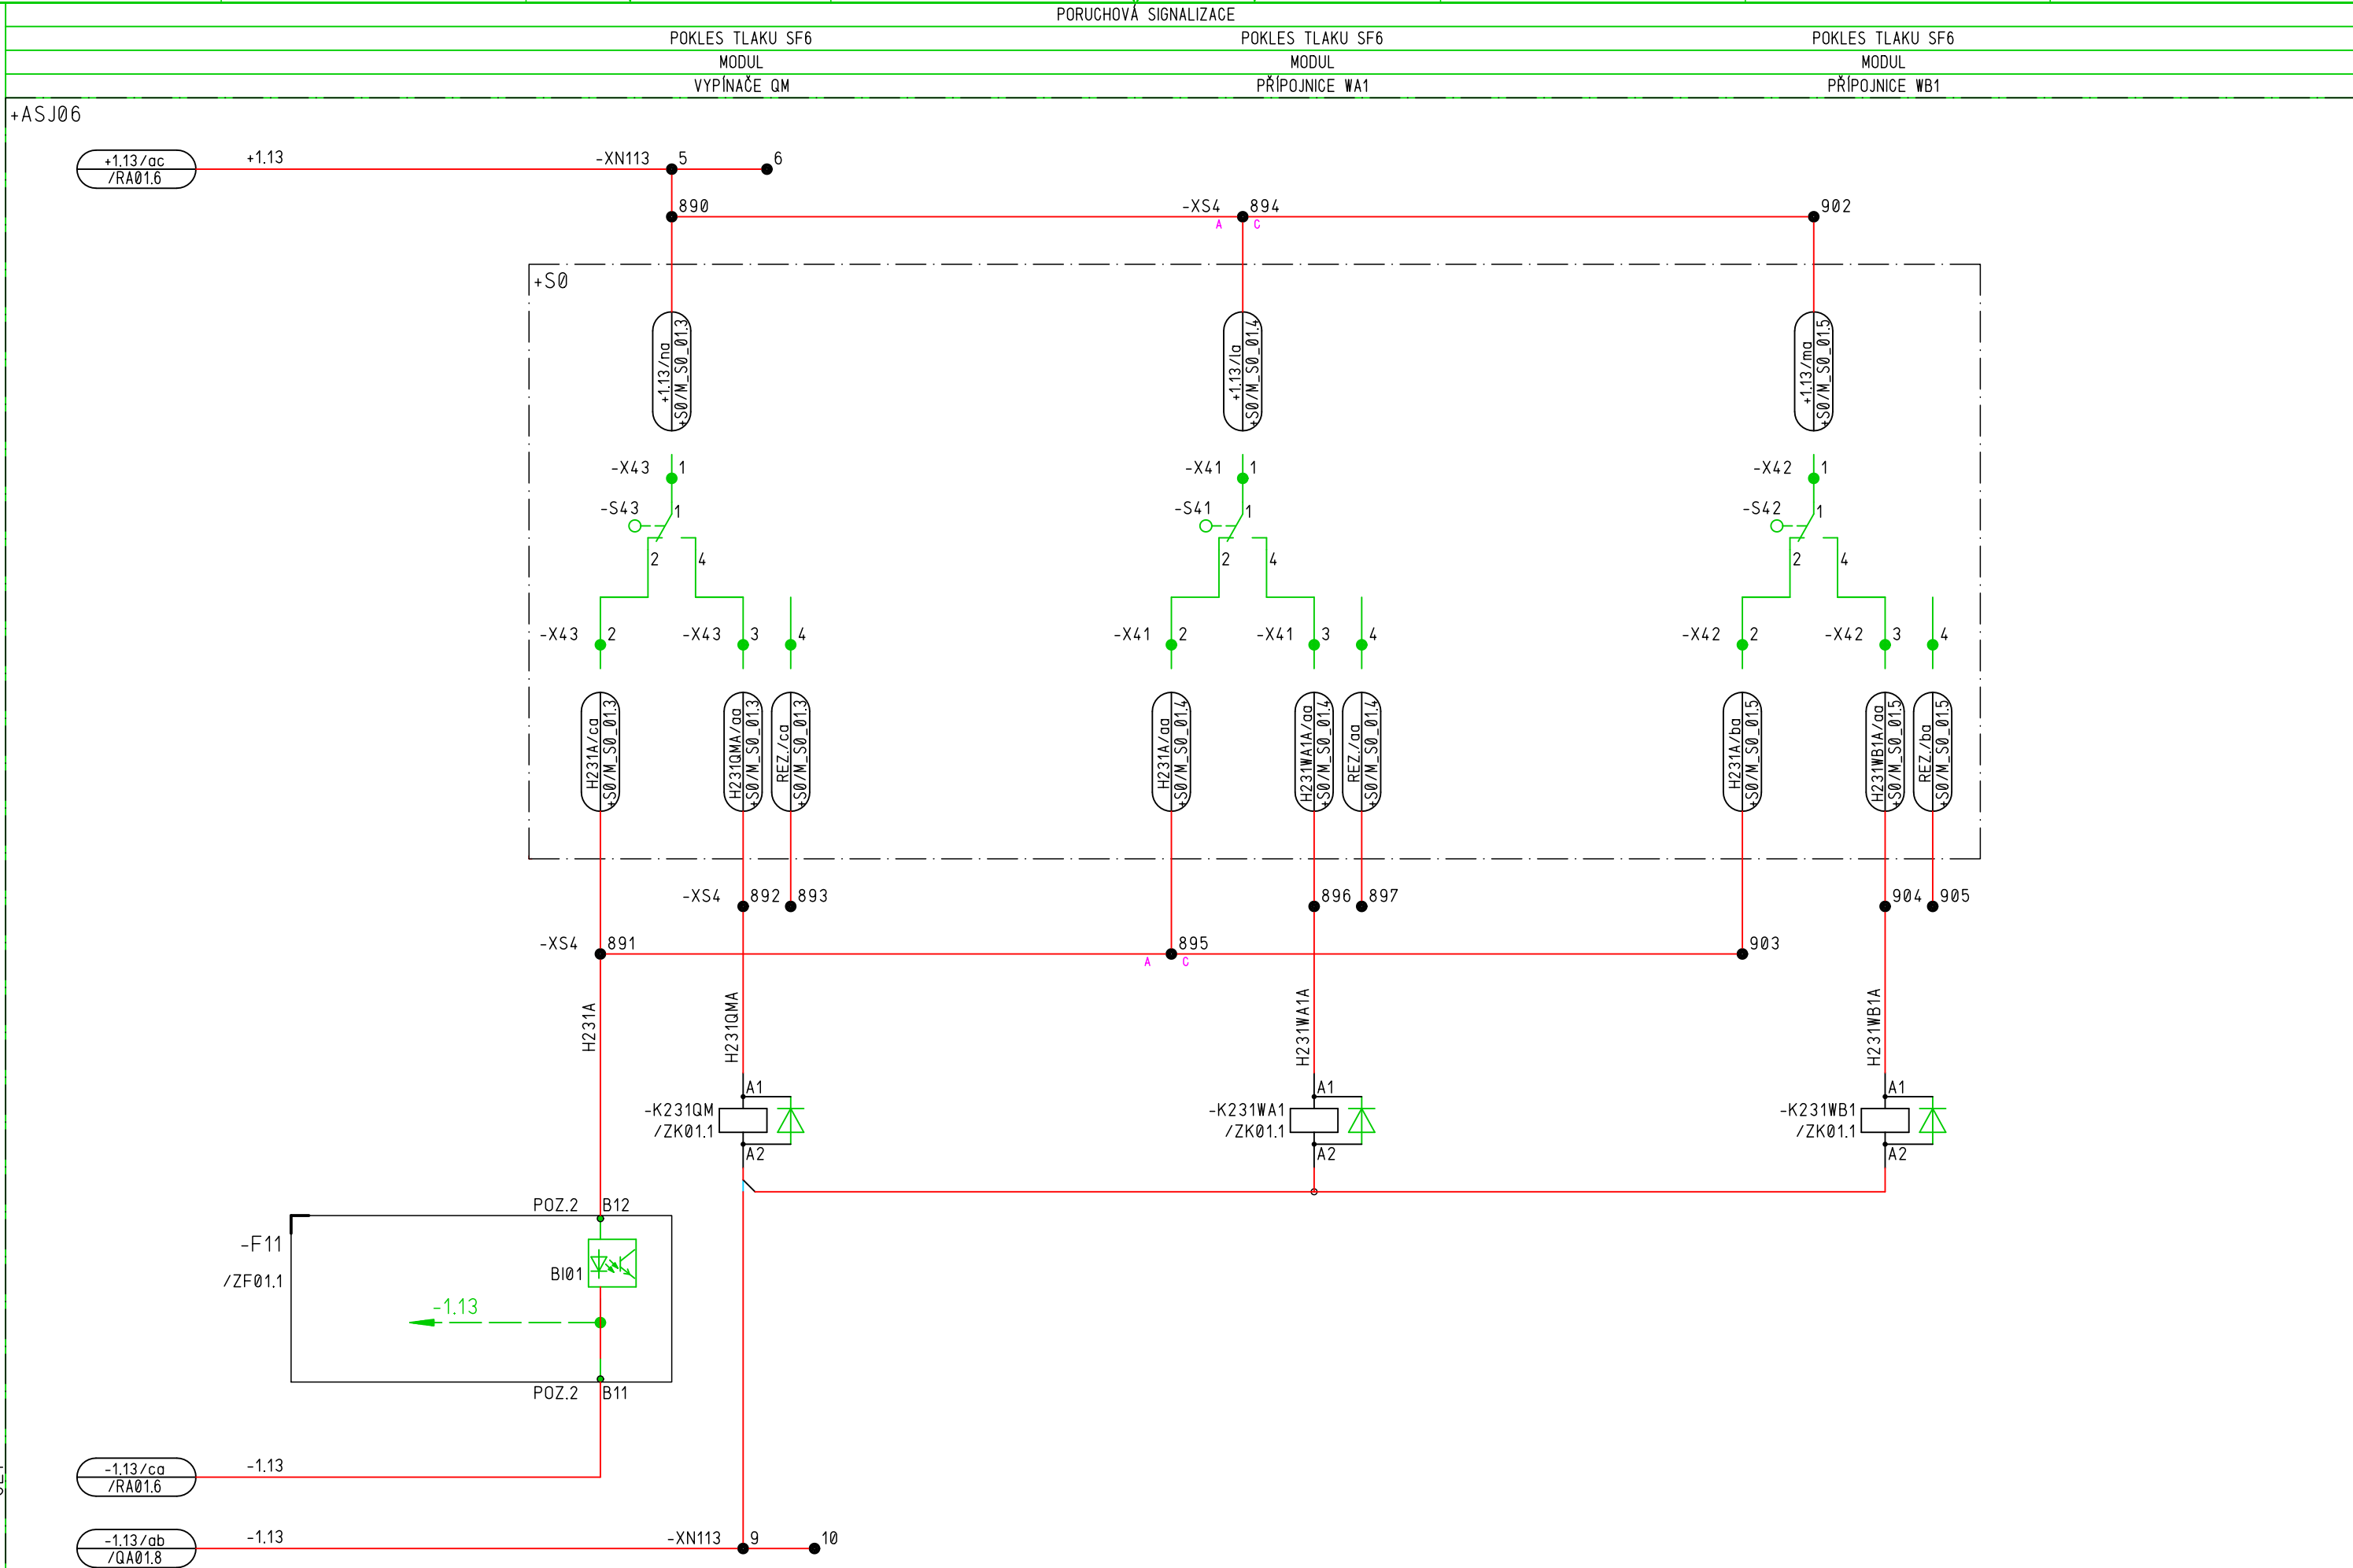 PORUCHOVÁ SIGNALIZACE
POKLES TLAKU SF6 POKLES TLAKU SF6 POKLES TLAKU SF6
MODUL MODUL MODUL
VYPÍNAČE QM PŘÍPOJNICE WA1 PŘÍPOJNICE WB1
+ASJ06
+1.13/ac +1.13 -XN113 5 6
/RA01.6
890 -XS4 894 902
A C
+S0
+1.13/na +1.13/la +1.13/ma
+S0/M_S0_01.3 +S0/M_S0_01.4 +S0/M_S0_01.5
-X43 1 -X41 1 -X42 1
-S43 1 -S41 1 -S42 1
2 4 2 4 2 4
-X43 2 -X43 3 4 -X41 2 -X41 3 4 -X42 2 -X42 3 4
H231A/ca H231QMA/aa REZ./ca H231A/aa H231WA1A/aa REZ./aa H231A/ba H231WB1A/aa REZ./ba
+S0/M_S0_01.3 +S0/M_S0_01.3 +S0/M_S0_01.3 +S0/M_S0_01.4 +S0/M_S0_01.4 +S0/M_S0_01.4 +S0/M_S0_01.5 +S0/M_S0_01.5 +S0/M_S0_01.5
-XS4 892 893 896 897 904 905
-XS4 891 895 903
A C
H231A H231QMA H231WA1A H231WB1A
A1 A1 A1
-K231QM -K231WA1 -K231WB1
/ZK01.1 /ZK01.1 /ZK01.1
A2 A2 A2
POZ.2 B12
-F11
BI01
/ZF01.1
-1.13
POZ.2 B11
-1.13/ca -1.13
/RA01.6
-1.13/ab -1.13 -XN113 9 10
/QA01.8